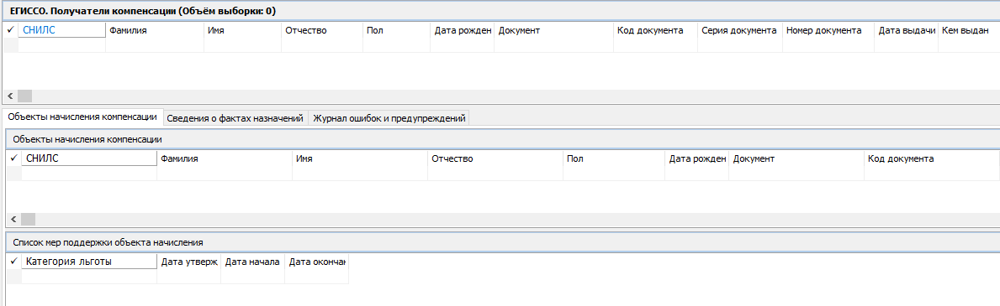 ЕГИССО. Получатели компенсации (Объём выборки: 0)
СНИЛС Фамилия Имя Отчество Пол Дата рожден Документ Код документа Серия документа Номер документа Дата выдачи Кем выдан
Объекты начисления компенсации Сведения о фактах назначений Журнал ошибок и предупреждений
Объекты начисления компенсации
СНИЛС Фамилия Имя Отчество Пол Дата рожден Документ Код документа
Список мер поддержки объекта начисления
Категория льготы Дата утверж Дата начала Дата окончан